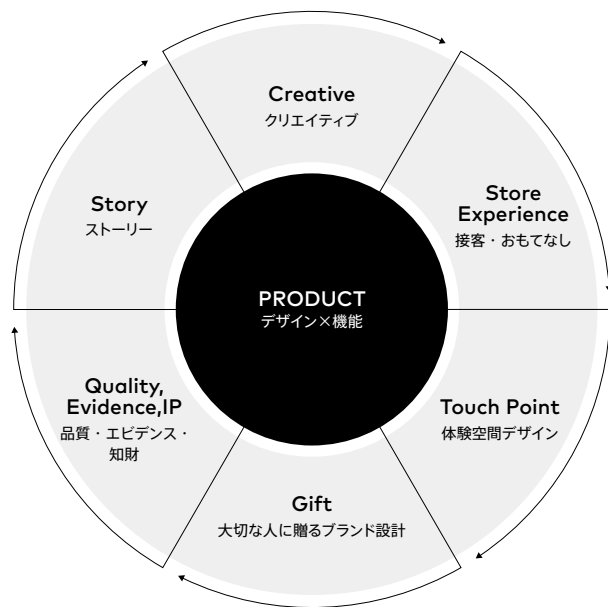 Creative
クリエイティブ
Store
Experience
接客・おもてなし
Touch Point
体験空間デザイン
Gift
大切な人に贈るブランド設計
Quality,
Evidence,IP
品質・エビデンス・
知財
Story
ストーリー
PRODUCT
デザイン×機能